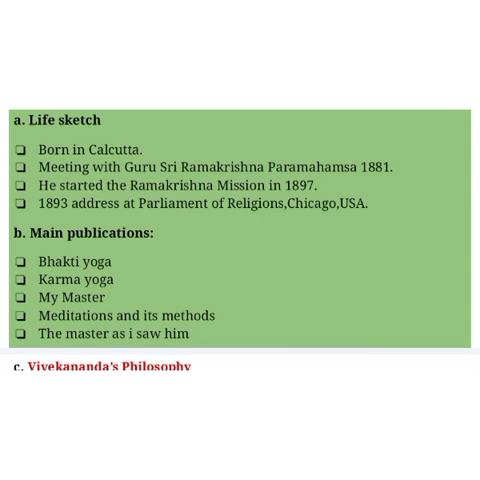 a. Life sketch
❑ Born in Calcutta.
❑ Meeting with Guru Sri Ramakrishna Paramahamsa 1881.
❑ He started the Ramakrishna Mission in 1897.
❑ 1893 address at Parliament of Religions,Chicago,USA.
b. Main publications:
❑ Bhakti yoga
❑ Karma yoga
❑ My Master
❑ Meditations and its methods
❑ The master as i saw him
c. Vivekananda's Philosophy